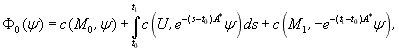 Φ₀(ψ) = c(M₀, ψ) + ∫_{t₀}^{t₁} c(U, e^{-(s-t₀)A*}ψ)ds + c(M₁, -e^{-(t₁-t₀)A*}ψ),